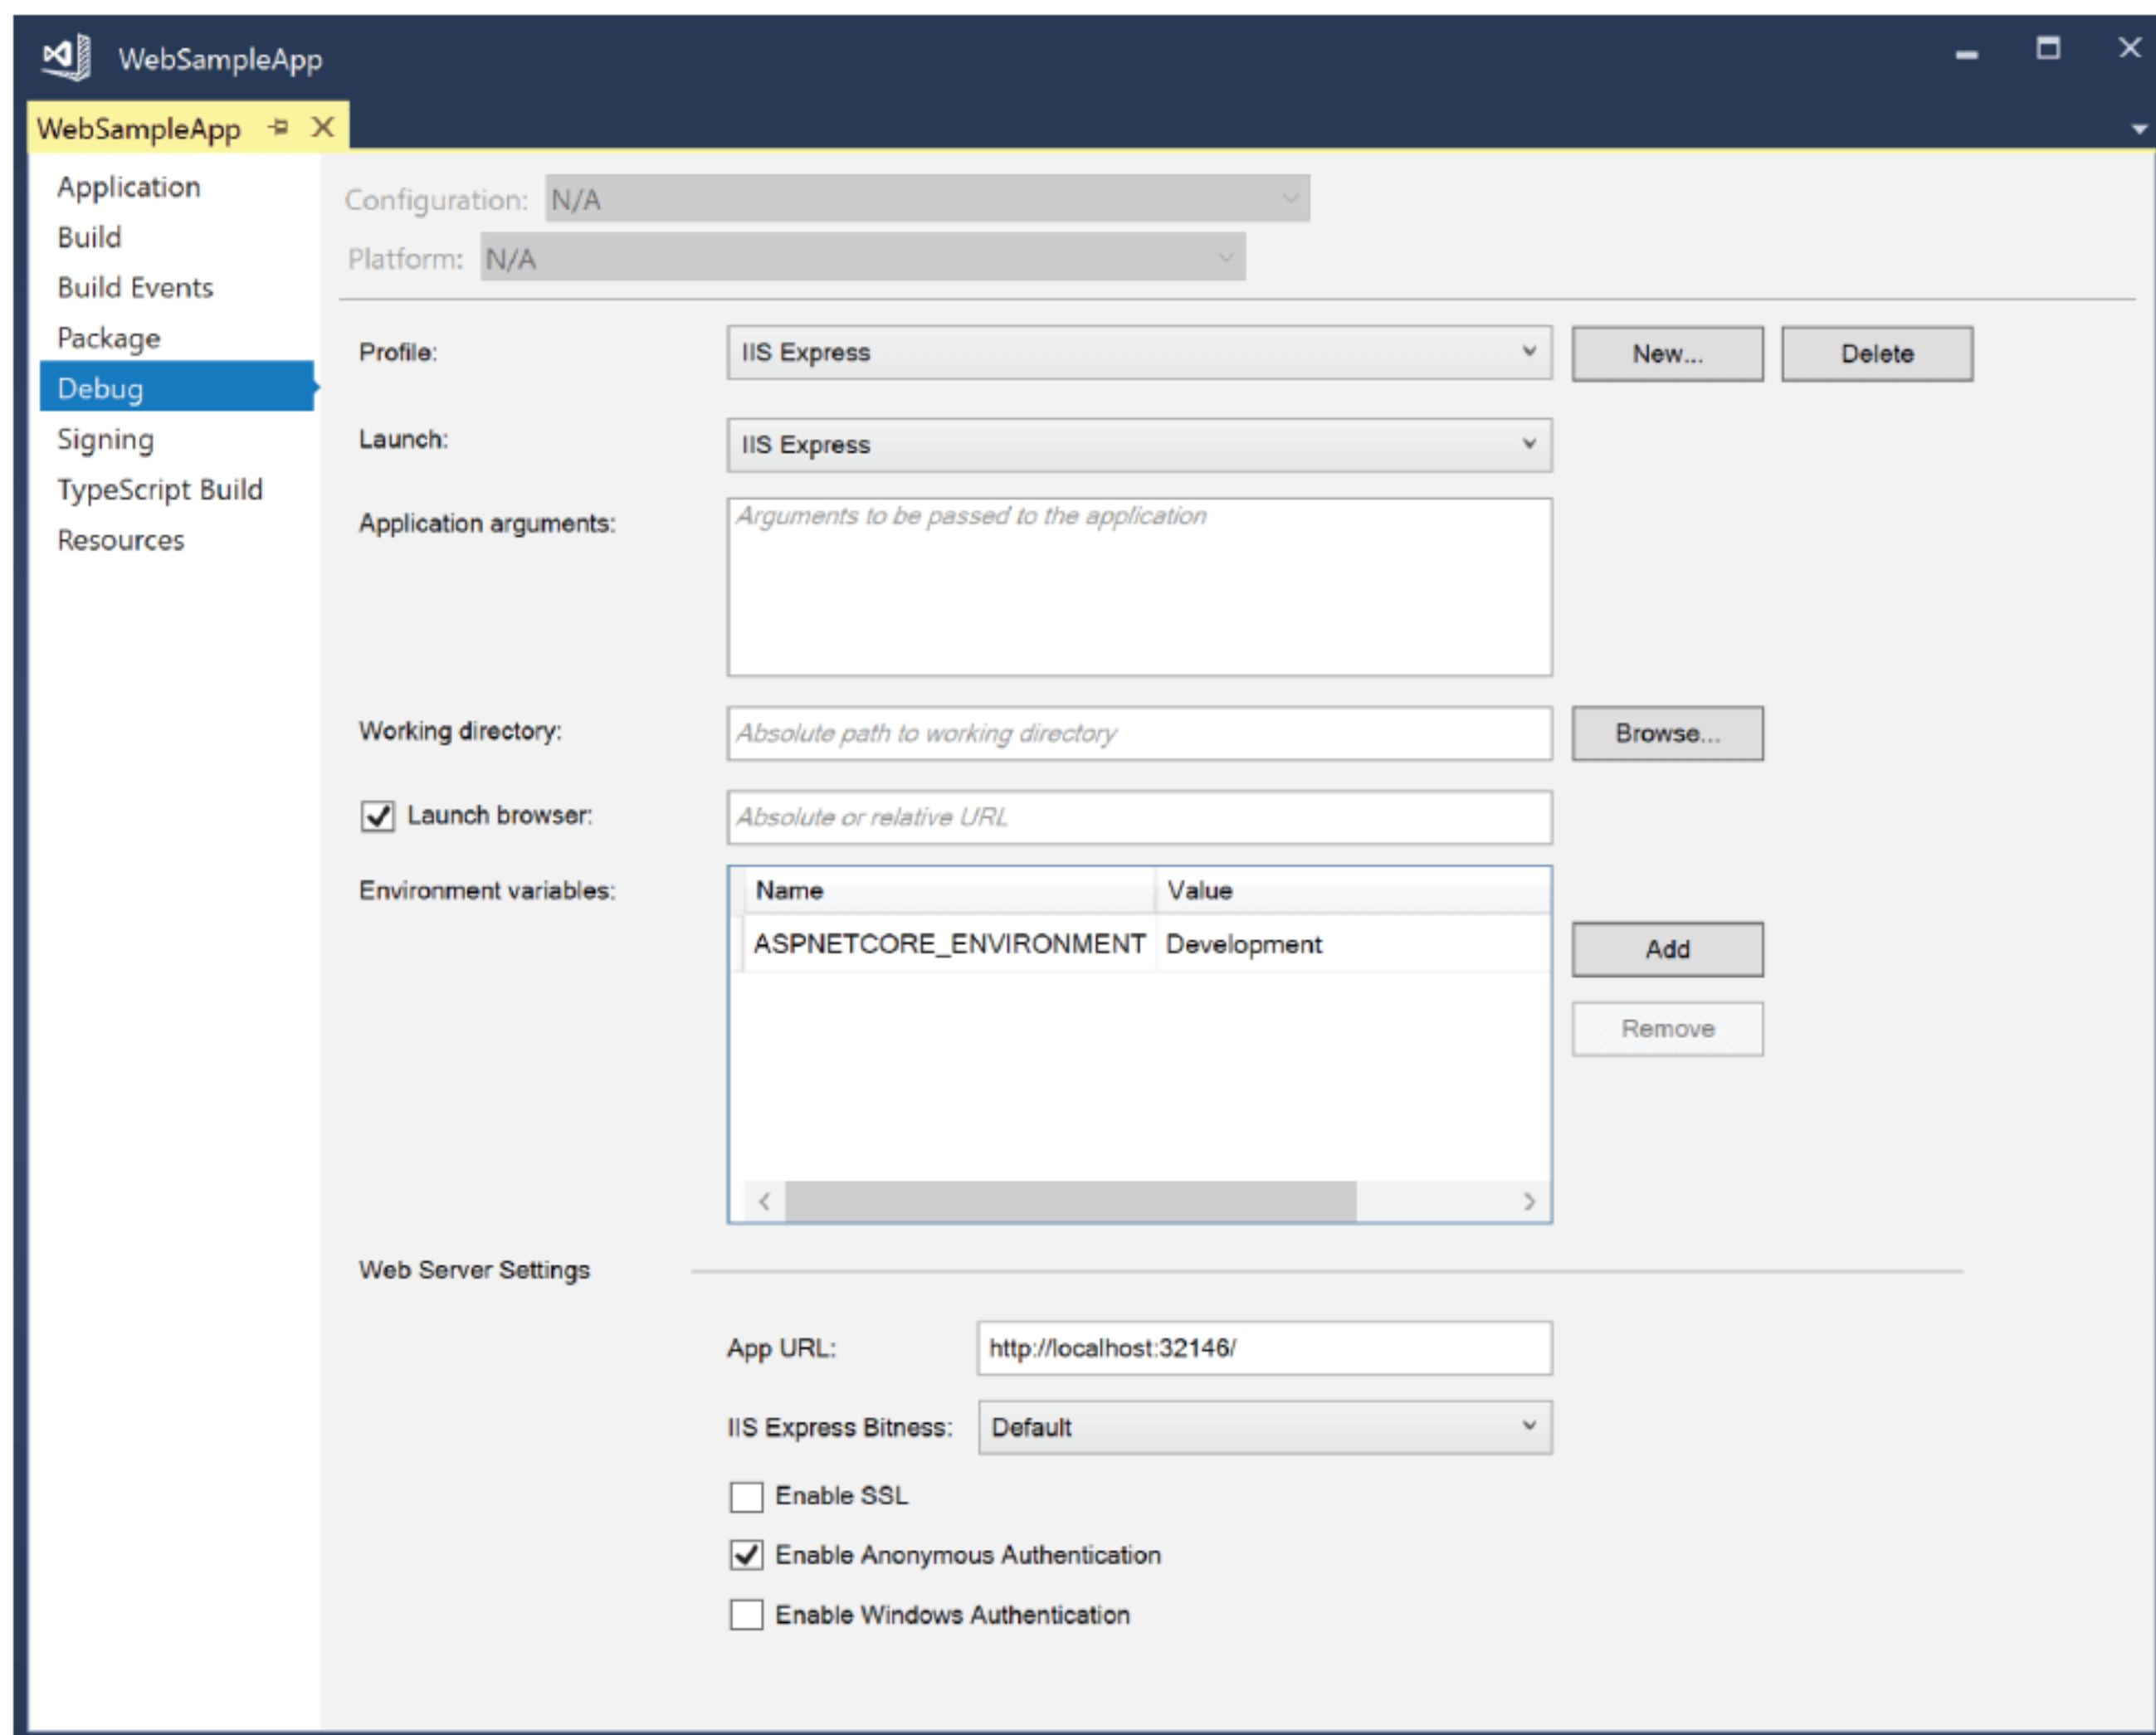 WebSampleApp
WebSampleApp
Application
Build
Build Events
Package
Debug
Signing
TypeScript Build
Resources
Configuration: N/A
Platform: N/A
Profile: IIS Express New... Delete
Launch: IIS Express
Application arguments: Arguments to be passed to the application
Working directory: Absolute path to working directory Browse...
Launch browser: Absolute or relative URL
Environment variables: Name Value
ASPNETCORE_ENVIRONMENT Development Add
Remove
Web Server Settings
App URL: http://localhost:32146/
IIS Express Bitness: Default
Enable SSL
Enable Anonymous Authentication
Enable Windows Authentication